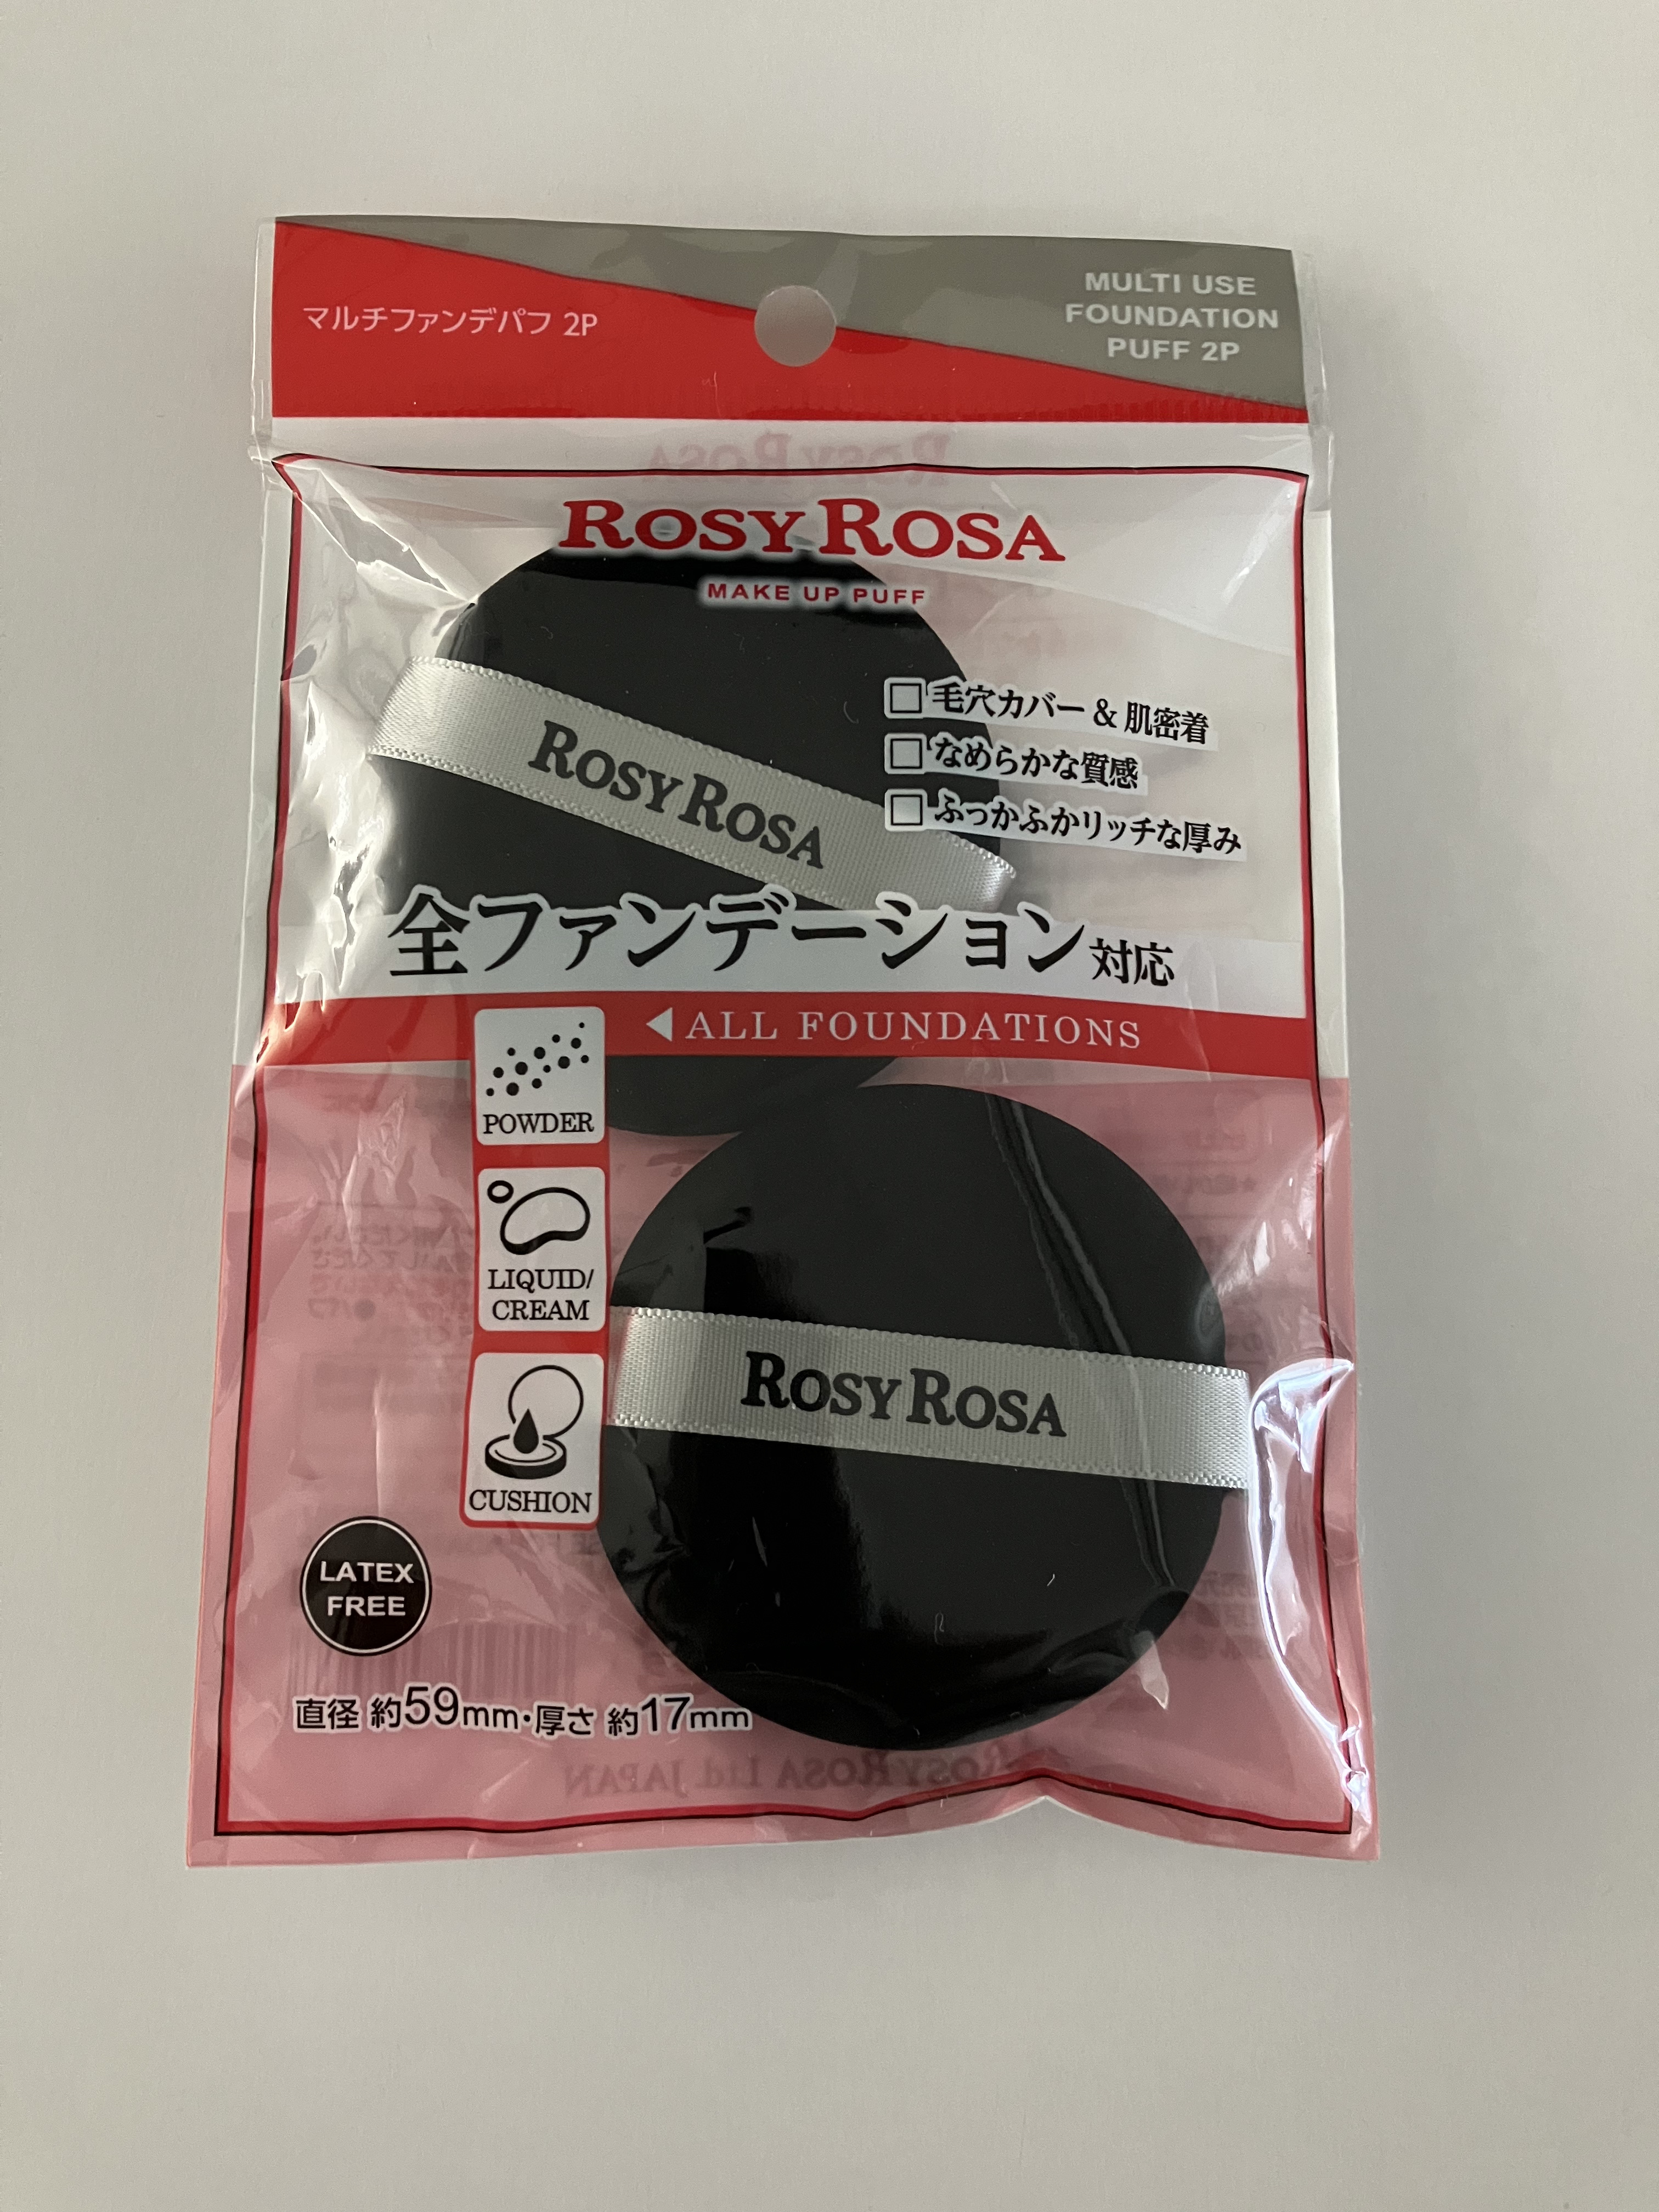 マルチファンデパフ 2P
MULTI USE
FOUNDATION
PUFF 2P
ROSY ROSA
MAKE UP PUFF
□毛穴カバー & 肌密着
□なめらかな質感
□ふっかふかリッチな厚み
ROSY ROSA
全ファンデーション対応
◀ALL FOUNDATIONS
POWDER
LIQUID/
CREAM
CUSHION
ROSY ROSA
LATEX
FREE
直径 約59mm・厚さ 約17mm
ROSY ROSA Ltd. JAPAN